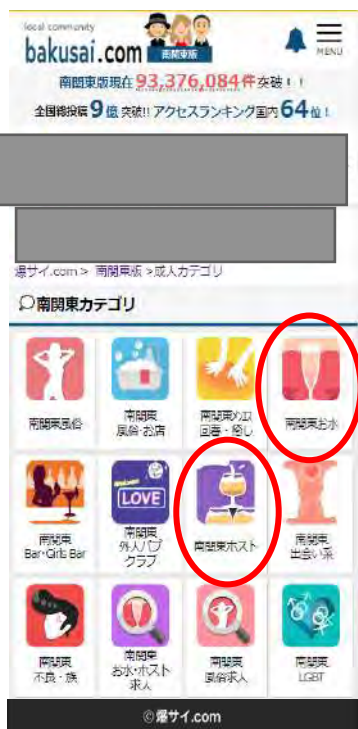 local community
bakusai.com 南関東版
MENU
南関東版現在93,376,084件突破！！
全国総投稿9億突破!! アクセスランキング国内64位！
爆サイ.com > 南関東版 >成人カテゴリ
南関東カテゴリ
南関東風俗
南関東
風俗・お店
南関東メンエス
回春・癒し
南関東お水
南関東
Bar・Girls Bar
LOVE
南関東
外人パブ
クラブ
南関東ホスト
南関東
出会い系
南関東
不良・族
南関東
お水・ホスト
求人
南関東
風俗求人
南関東
LGBT
©爆サイ.com